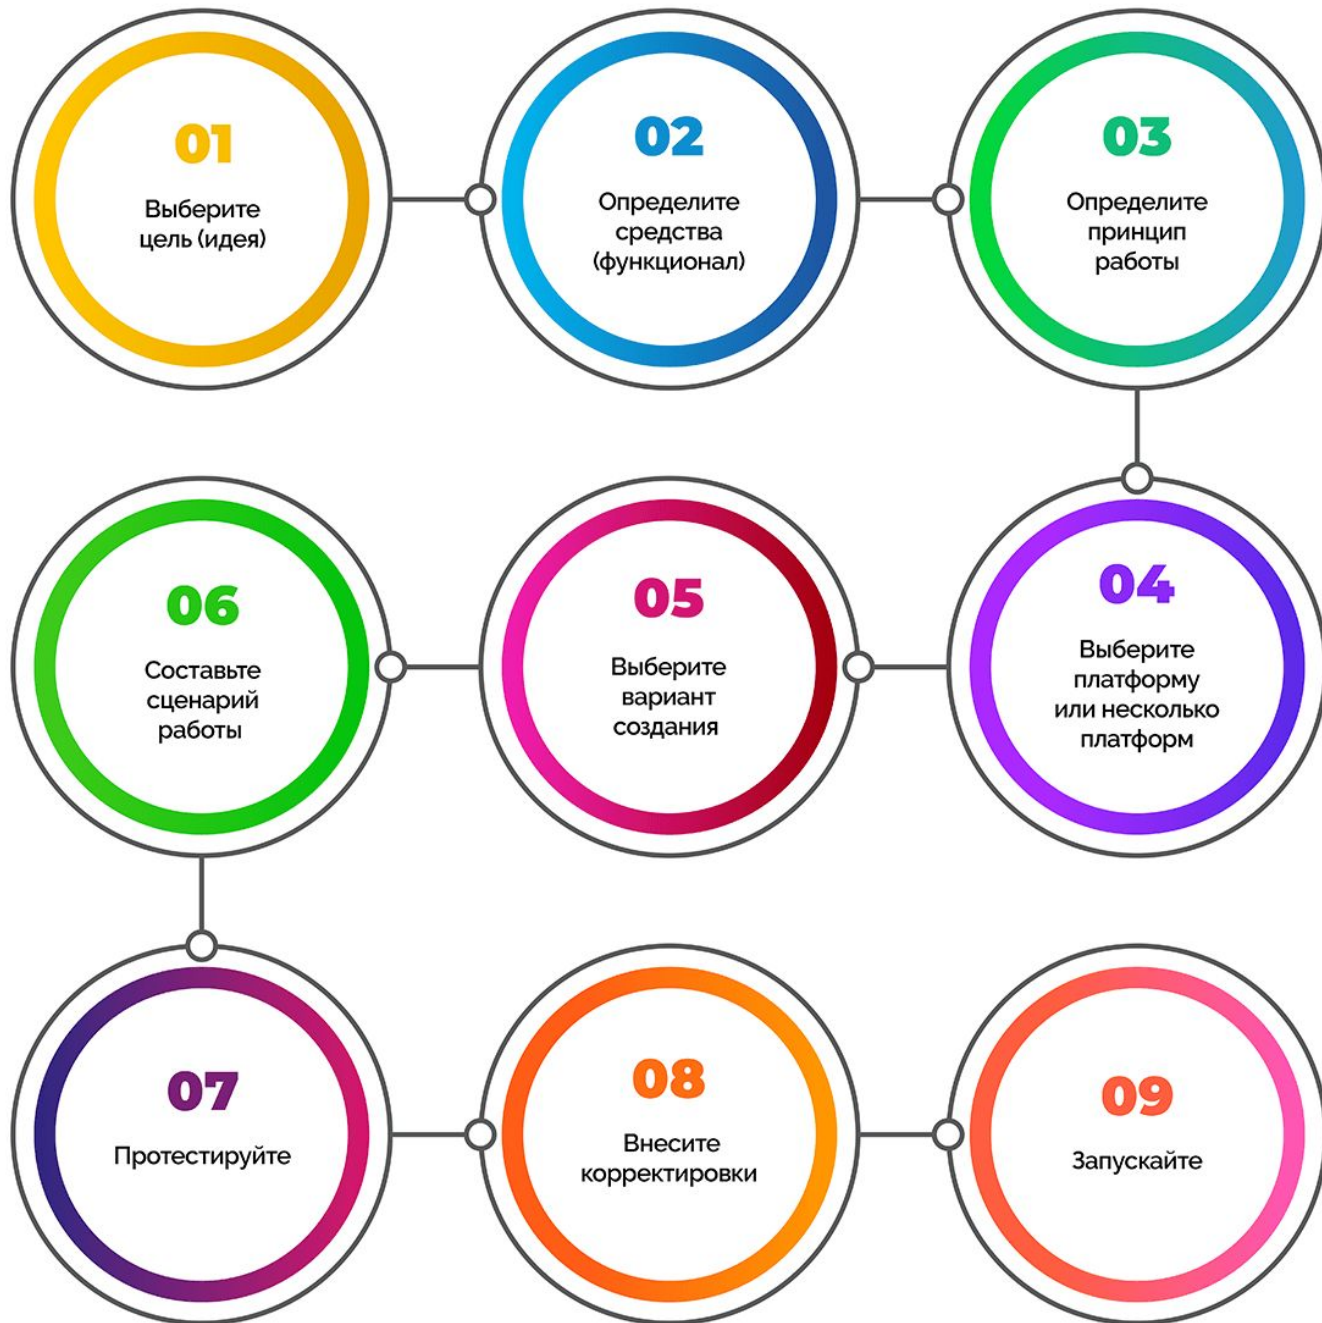 01
Выберите
цель (идея)
02
Определите
средства
(функционал)
03
Определите
принцип
работы
04
Выберите
платформу
или несколько
платформ
05
Выберите
вариант
создания
06
Составьте
сценарий
работы
07
Протестируйте
08
Внесите
корректировки
09
Запускайте